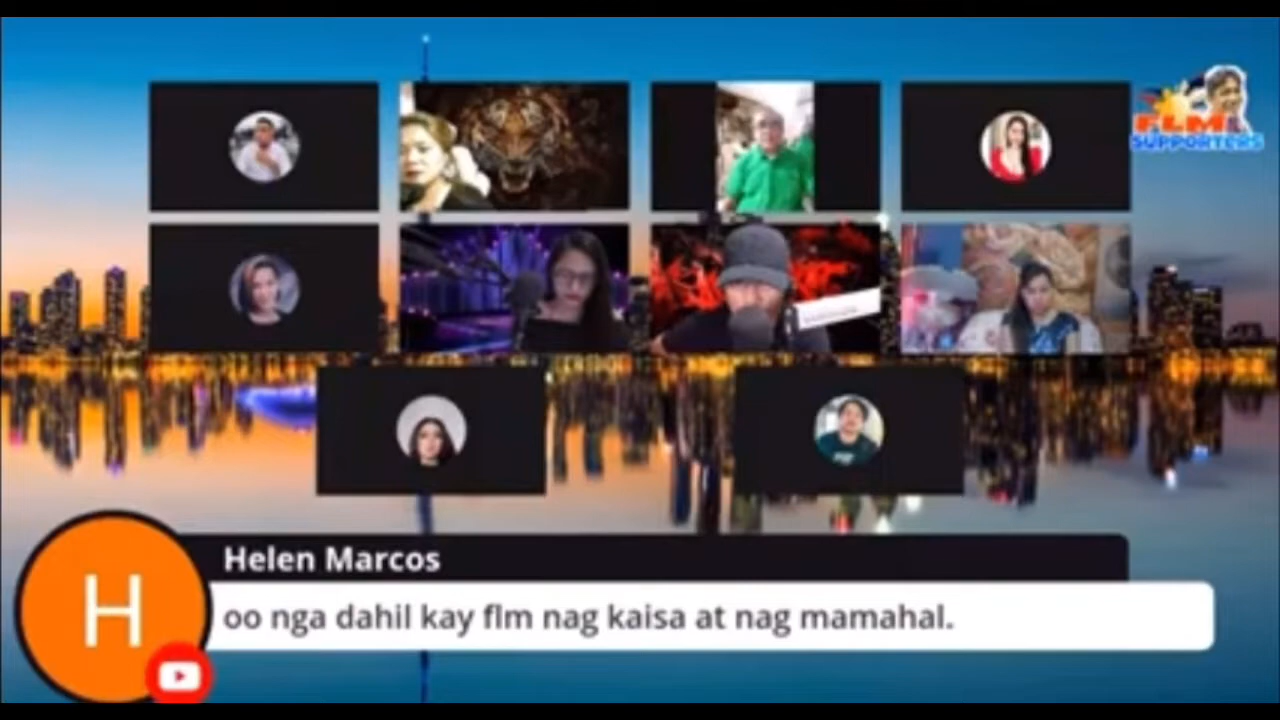 FLM
SUPPORTERS
Helen Marcos
H
oo nga dahil kay flm nag kaisa at nag mamahal.